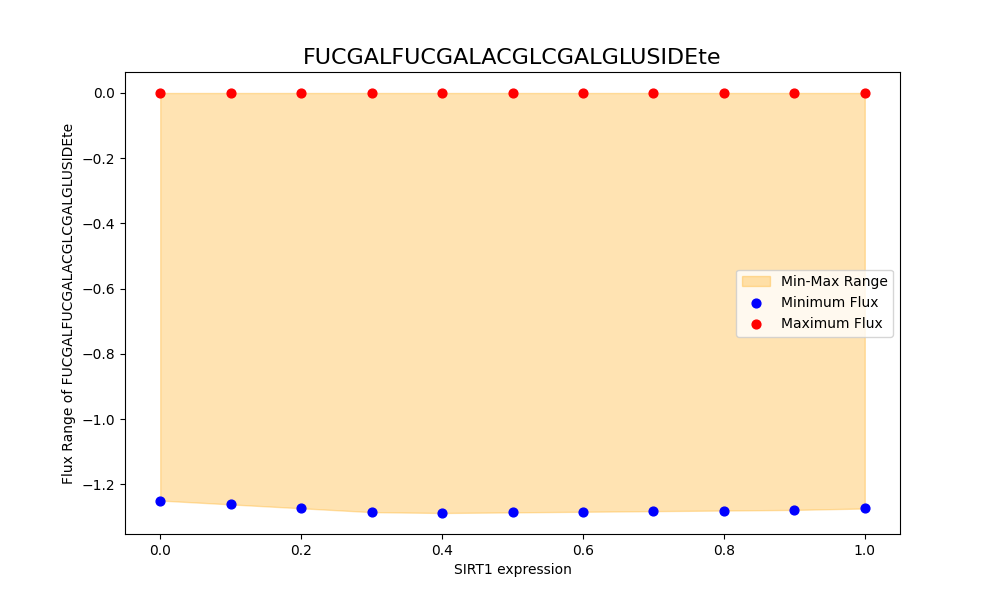 FUCGALFUCGALACGLCGALGLUSIDEte
Flux Range of FUCGALFUCGALACGLCGALGLUSIDEte
0.0
−0.2
−0.4
−0.6
−0.8
−1.0
−1.2
Min-Max Range
Minimum Flux
Maximum Flux
0.0 0.2 0.4 0.6 0.8 1.0
SIRT1 expression